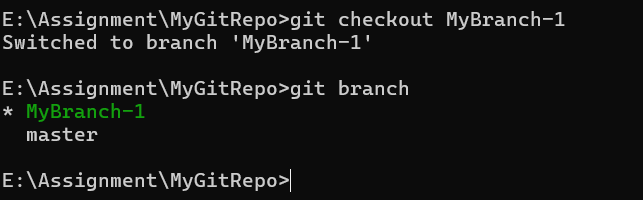 E:\Assignment\MyGitRepo>git checkout MyBranch-1
Switched to branch 'MyBranch-1'
E:\Assignment\MyGitRepo>git branch
* MyBranch-1
master
E:\Assignment\MyGitRepo>